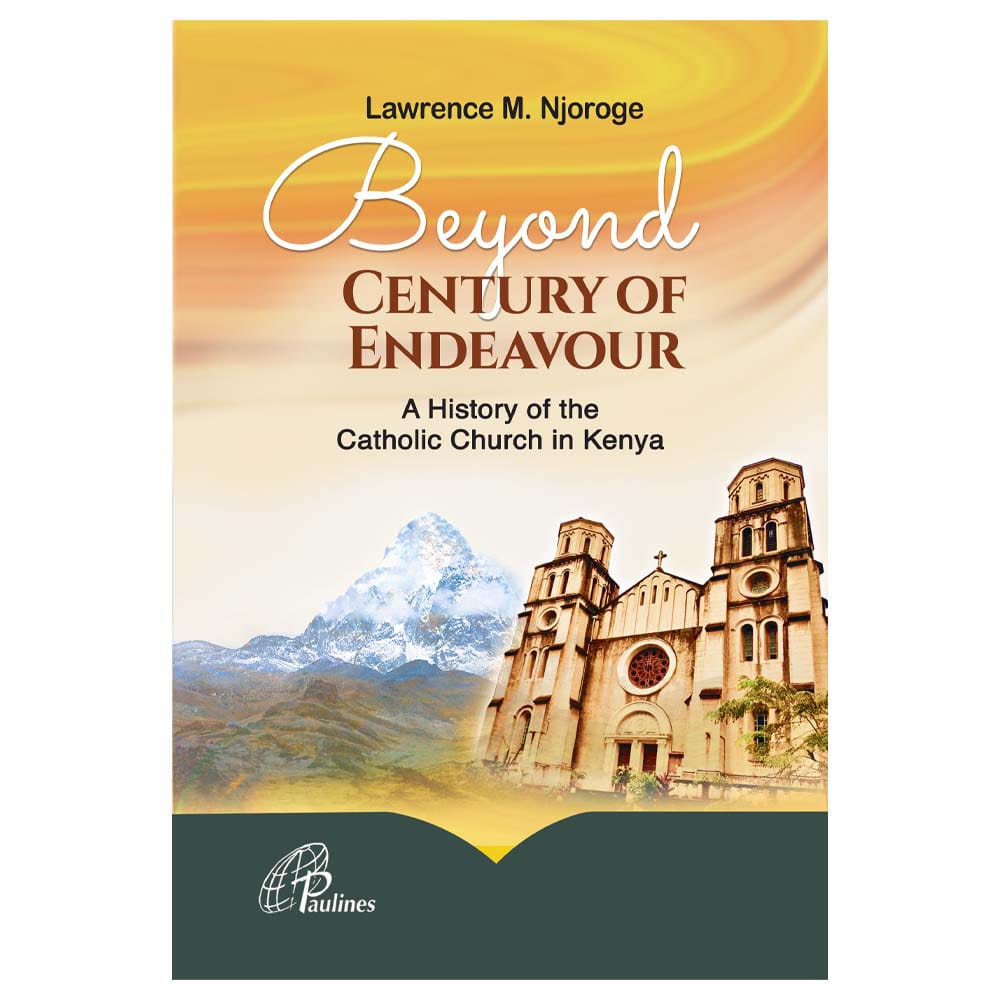 Lawrence M. Njoroge
Beyond
CENTURY OF
ENDEAVOUR
A History of the
Catholic Church in Kenya
Paulines